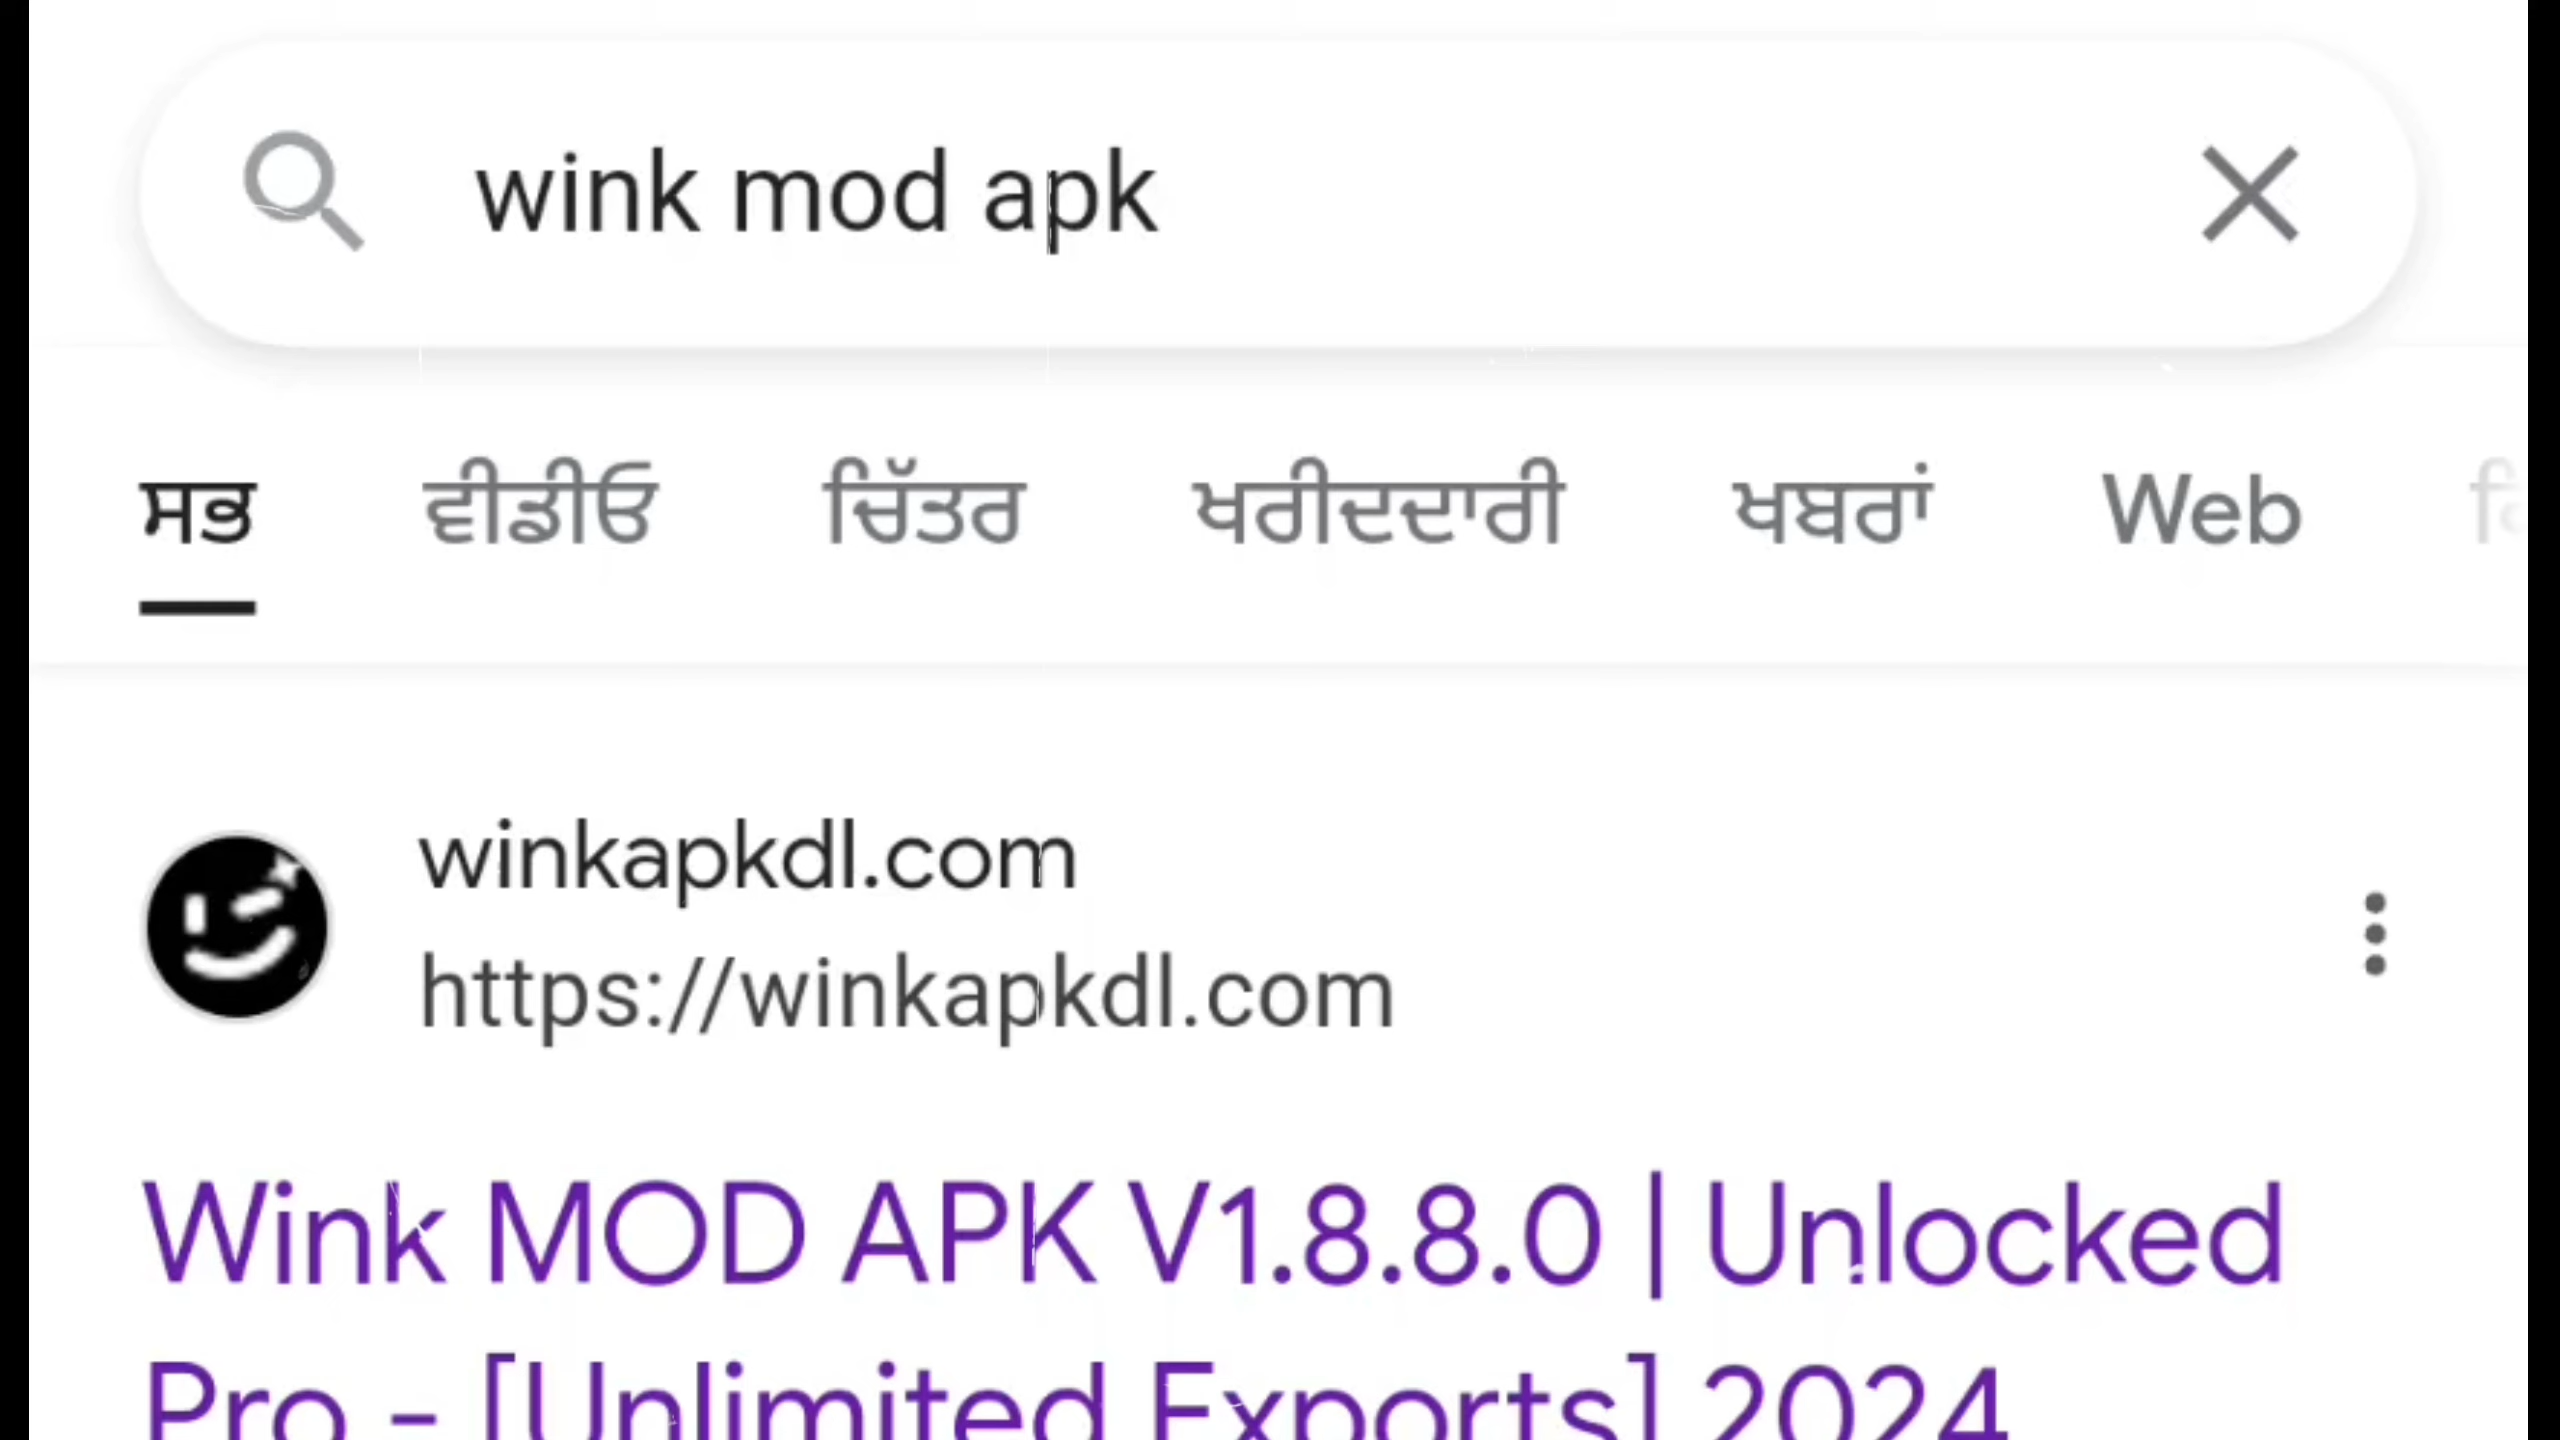 wink mod apk
ਸਭ ਵੀਡੀਓ ਚਿੱਤਰ ਖਰੀਦਦਾਰੀ ਖਬਰਾਂ Web
winkapkdl.com
https://winkapkdl.com
Wink MOD APK V1.8.8.0 | Unlocked
Pro - [Unlimited Exports] 2024